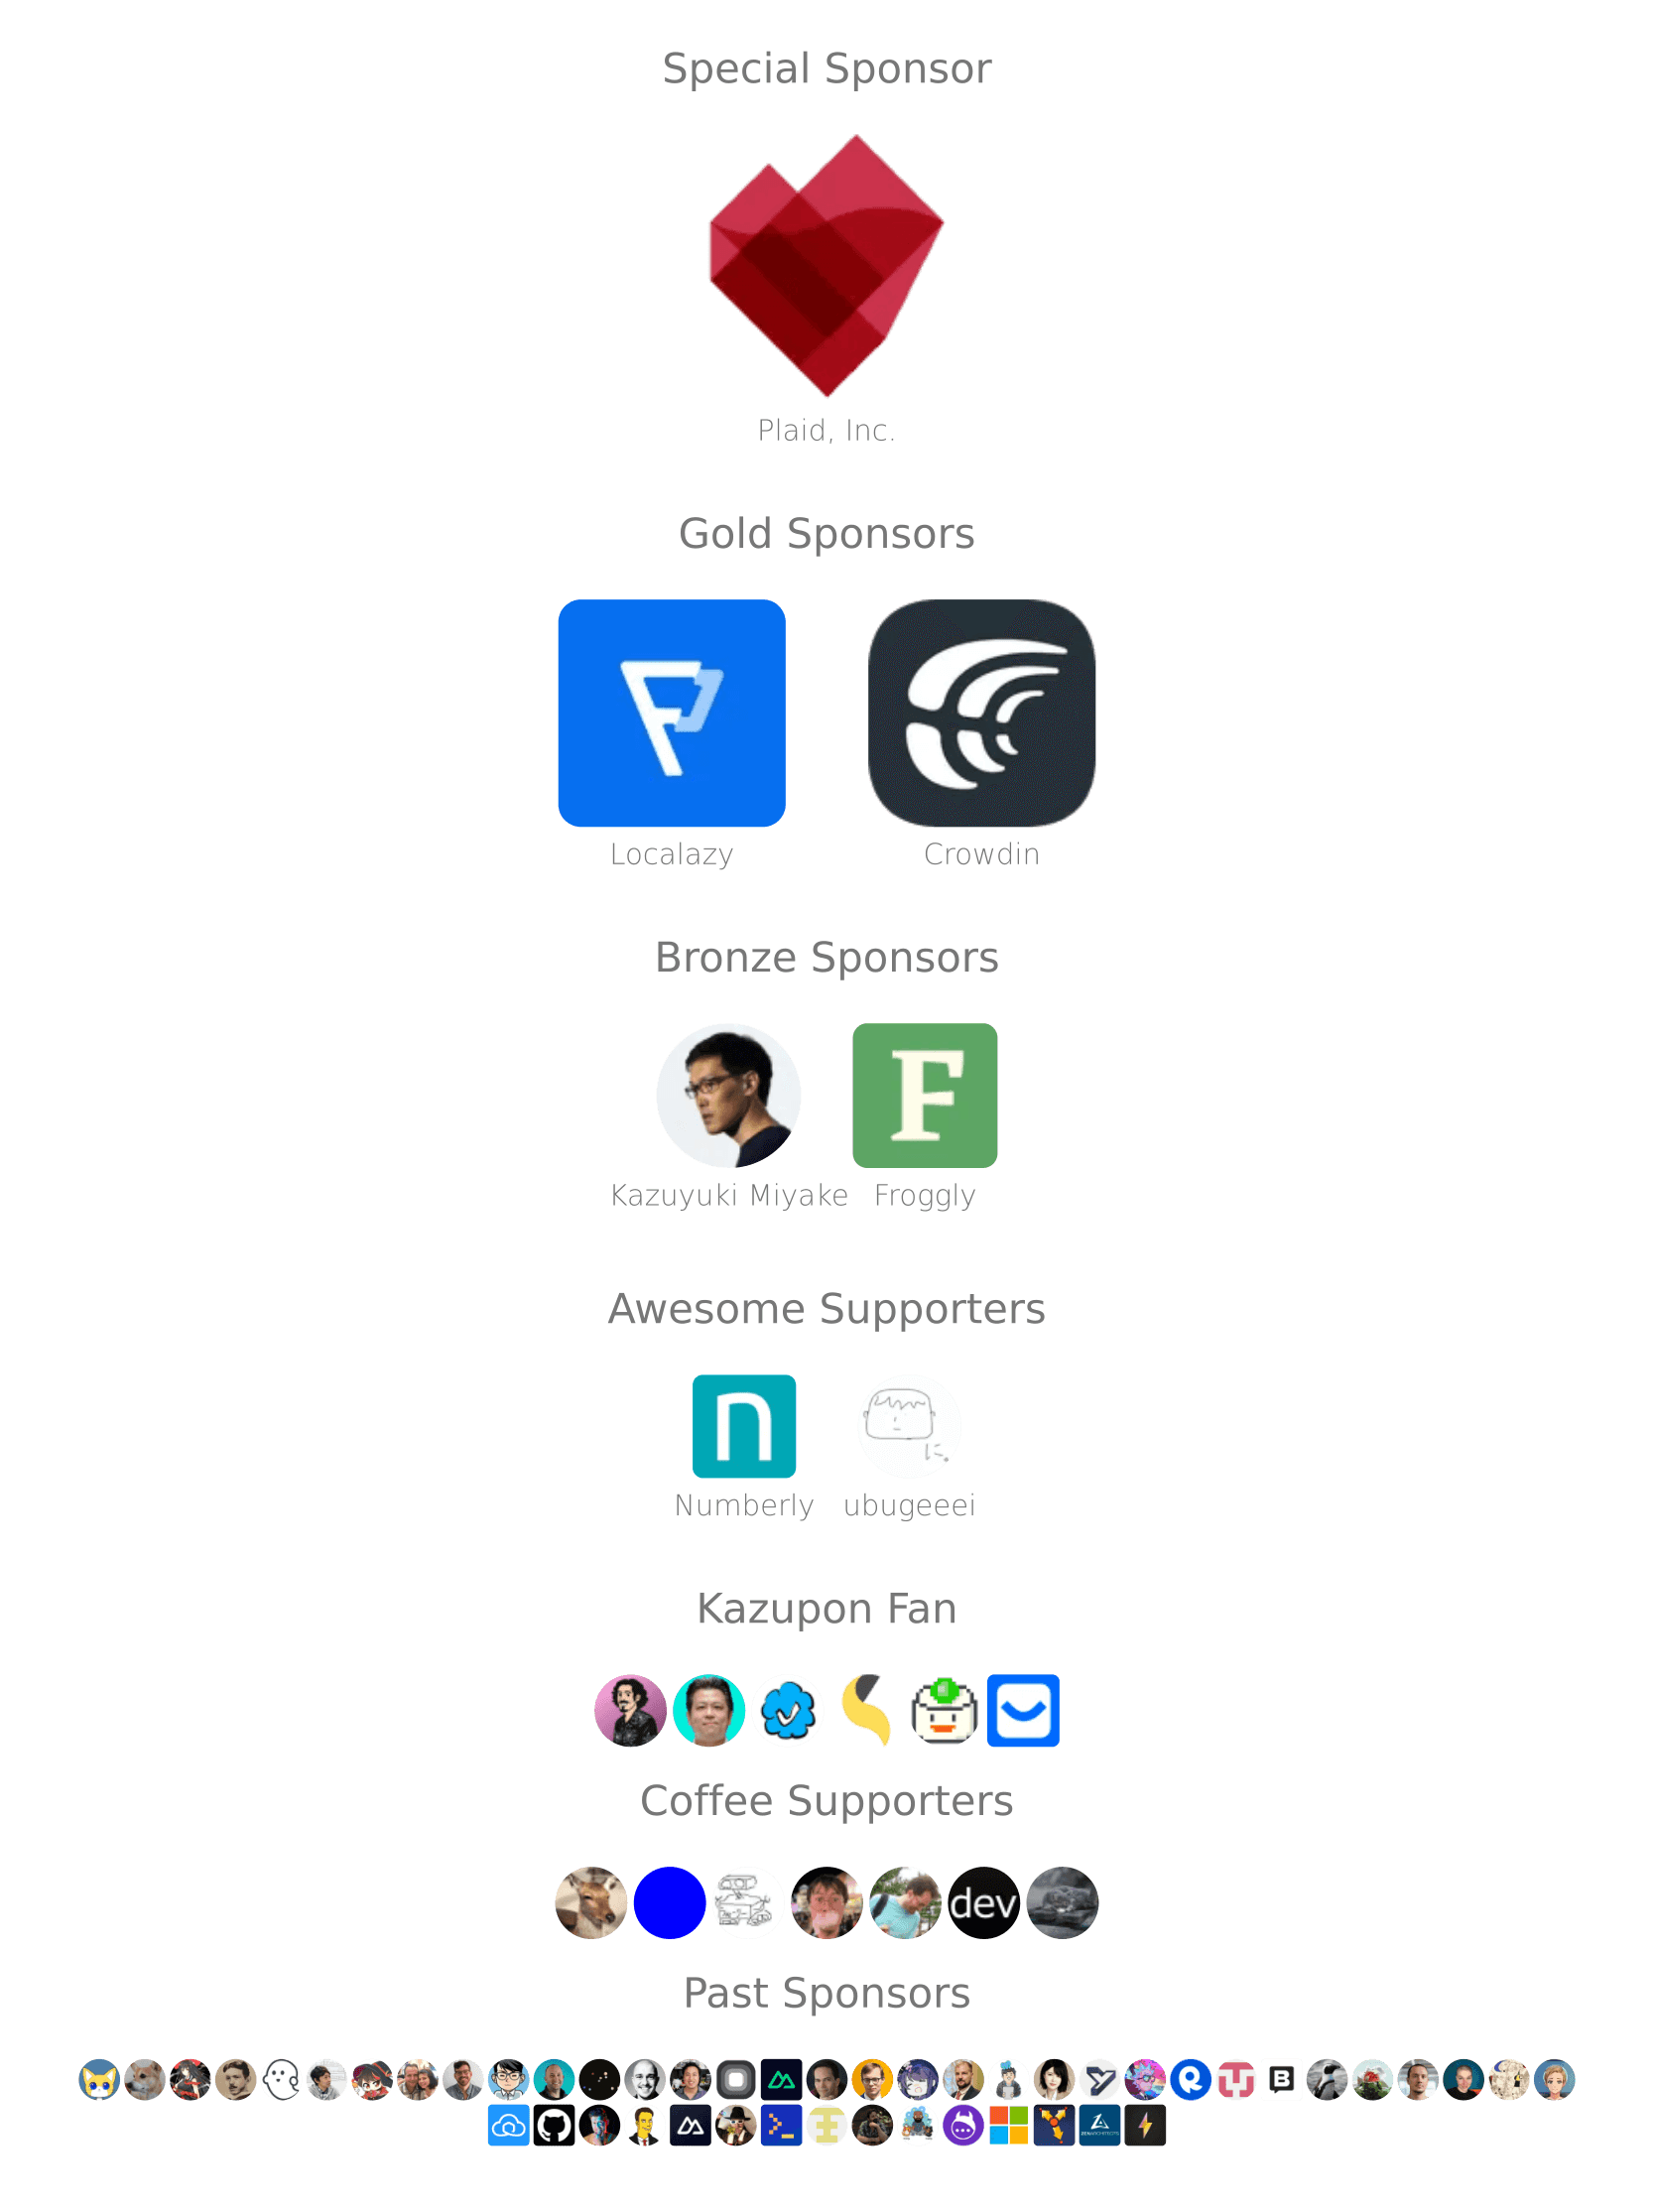 Special Sponsor
Plaid, Inc.
Gold Sponsors
Localazy
Crowdin
Bronze Sponsors
F
Kazuyuki Miyake
Froggly
Awesome Supporters
n
に.
Numberly
ubugeeei
Kazupon Fan
Coffee Supporters
dev
Past Sponsors
B